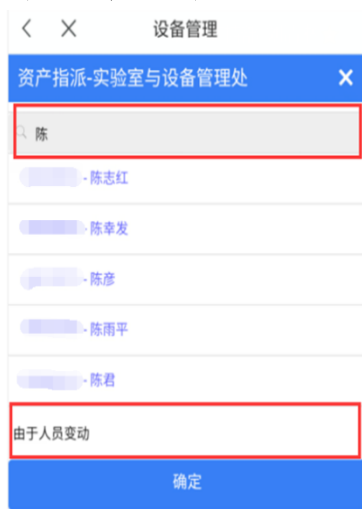 设备管理
资产指派-实验室与设备管理处
陈
- 陈志红
- 陈幸发
- 陈彦
- 陈雨平
- 陈君
由于人员变动
确定